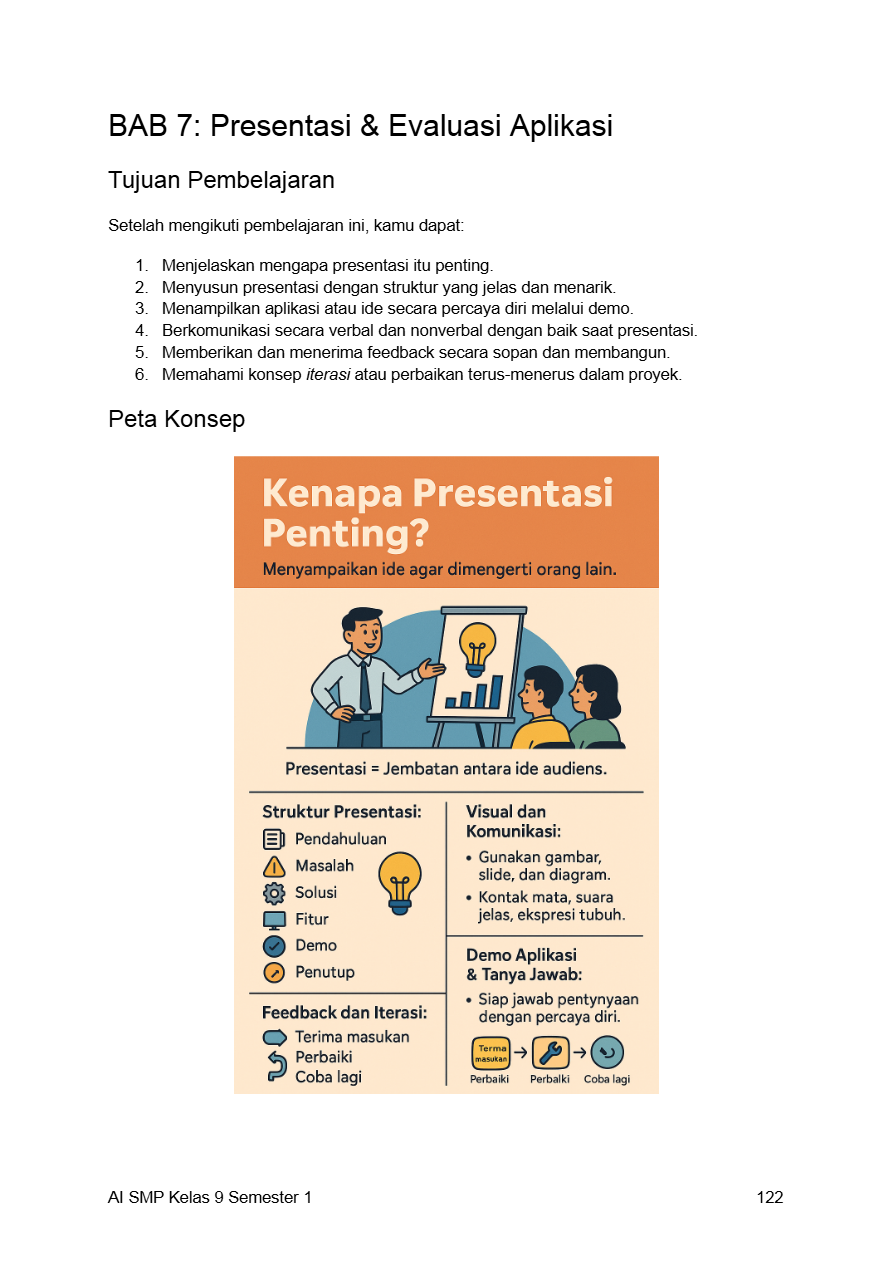 BAB 7: Presentasi & Evaluasi Aplikasi
Tujuan Pembelajaran
Setelah mengikuti pembelajaran ini, kamu dapat:
1. Menjelaskan mengapa presentasi itu penting.
2. Menyusun presentasi dengan struktur yang jelas dan menarik.
3. Menampilkan aplikasi atau ide secara percaya diri melalui demo.
4. Berkomunikasi secara verbal dan nonverbal dengan baik saat presentasi.
5. Memberikan dan menerima feedback secara sopan dan membangun.
6. Memahami konsep iterasi atau perbaikan terus-menerus dalam proyek.
Peta Konsep
Kenapa Presentasi
Penting?
Menyampaikan ide agar dimengerti orang lain.
Presentasi = Jembatan antara ide audiens.
Struktur Presentasi:
Pendahuluan
Masalah
Solusi
Fitur
Demo
Penutup
Feedback dan Iterasi:
Terima masukan
Perbaiki
Coba lagi
Visual dan
Komunikasi:
• Gunakan gambar,
slide, dan diagram.
• Kontak mata, suara
jelas, ekspresi tubuh.
Demo Aplikasi
& Tanya Jawab:
• Siap jawab pentynyaan
dengan percaya diri.
Terma
masukan
Perbaiki
Perbalki
Coba lagi
AI SMP Kelas 9 Semester 1
122